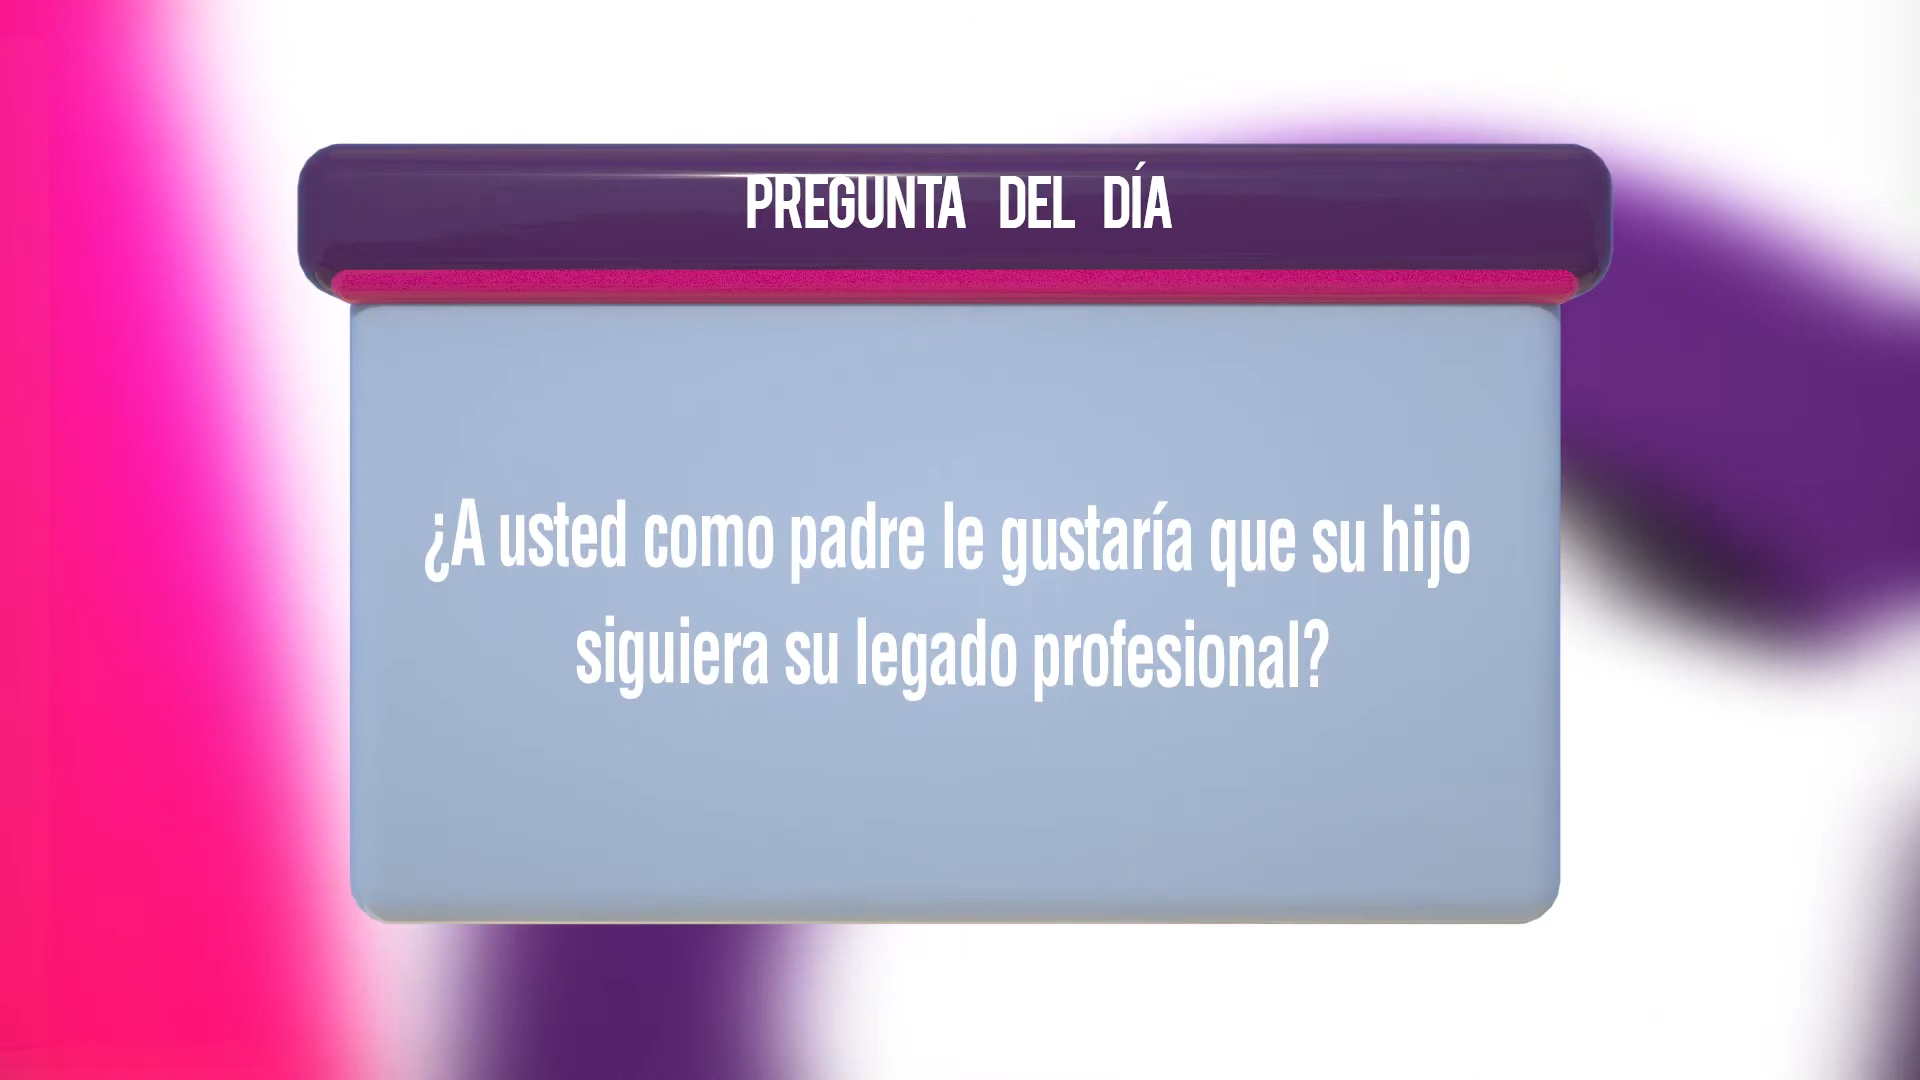 PREGUNTA DEL DÍA
¿A usted como padre le gustaría que su hijo
siguiera su legado profesional?